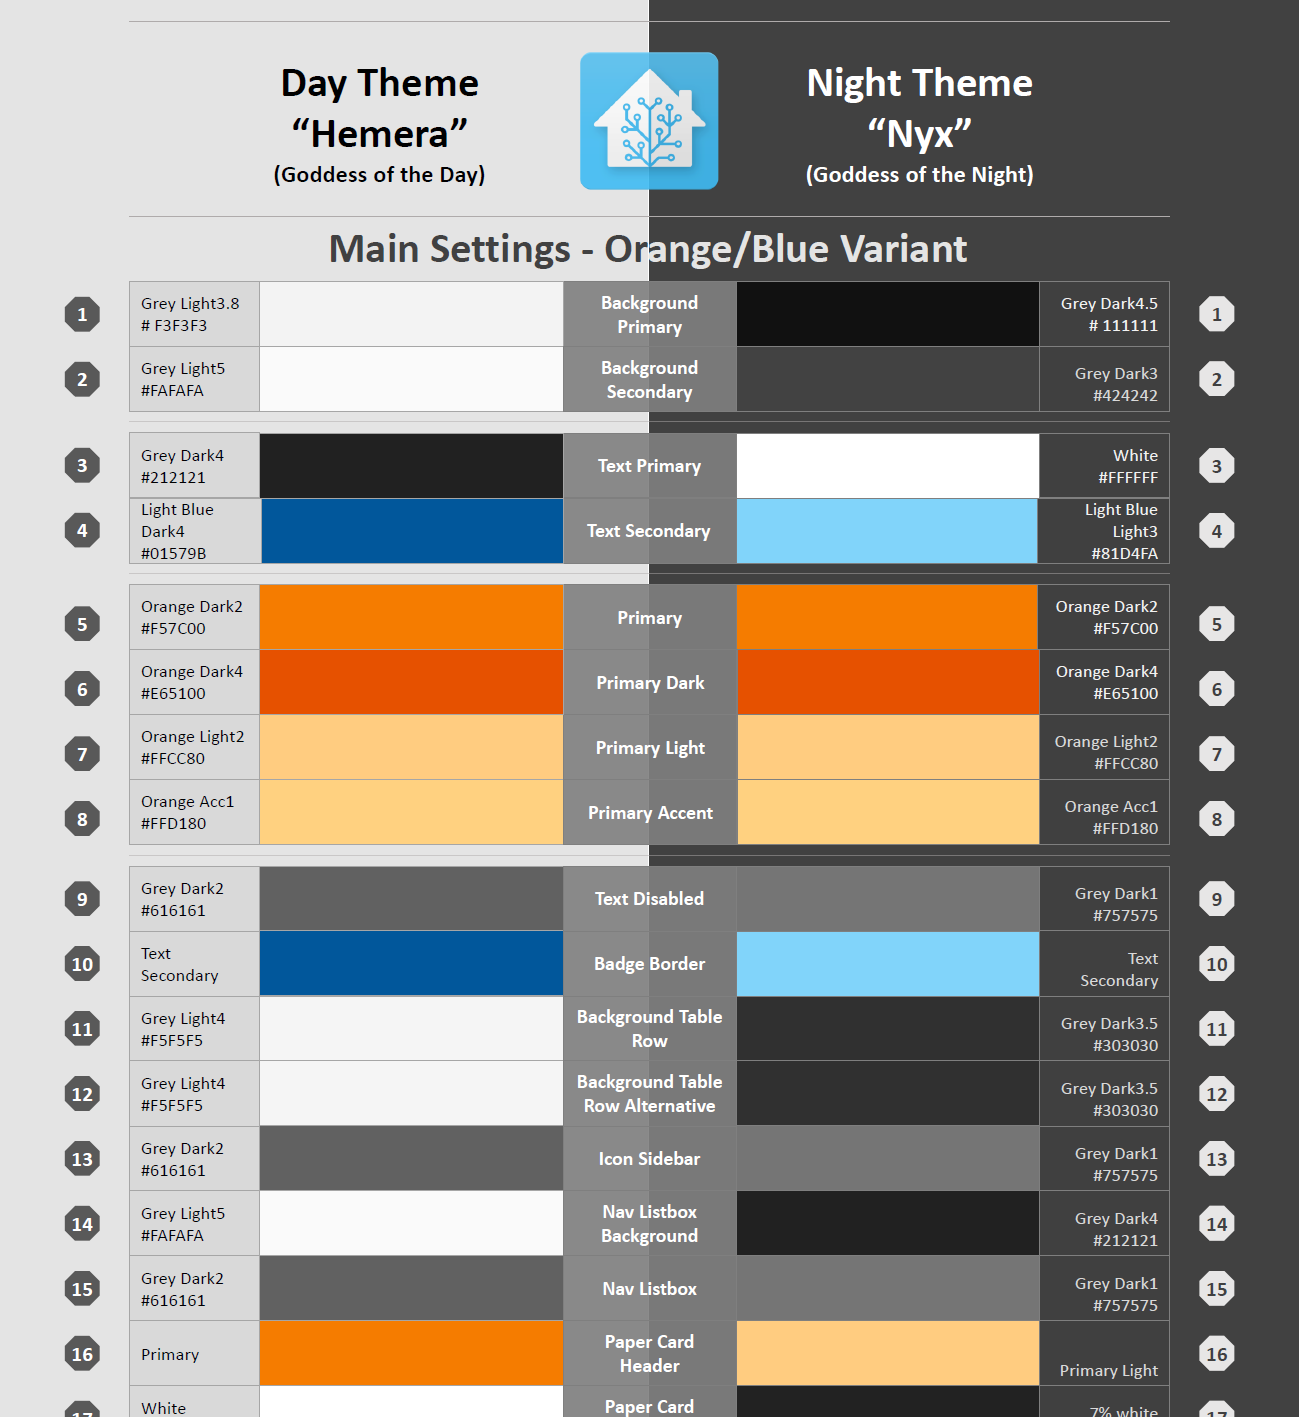 Day Theme
“Hemera”
(Goddess of the Day)
Night Theme
“Nyx”
(Goddess of the Night)
Main Settings - Orange/Blue Variant
1
Grey Light3.8
# F3F3F3
Background
Primary
Grey Dark4.5
# 111111
1
2
Grey Light5
#FAFAFA
Background
Secondary
Grey Dark3
#424242
2
3
Grey Dark4
#212121
Text Primary
White
#FFFFFF
3
4
Light Blue
Dark4
#01579B
Text Secondary
Light Blue
Light3
#81D4FA
4
5
Orange Dark2
#F57C00
Primary
Orange Dark2
#F57C00
5
6
Orange Dark4
#E65100
Primary Dark
Orange Dark4
#E65100
6
7
Orange Light2
#FFCC80
Primary Light
Orange Light2
#FFCC80
7
8
Orange Acc1
#FFD180
Primary Accent
Orange Acc1
#FFD180
8
9
Grey Dark2
#616161
Text Disabled
Grey Dark1
#757575
9
10
Text
Secondary
Badge Border
Text
Secondary
10
11
Grey Light4
#F5F5F5
Background Table
Row
Grey Dark3.5
#303030
11
12
Grey Light4
#F5F5F5
Background Table
Row Alternative
Grey Dark3.5
#303030
12
13
Grey Dark2
#616161
Icon Sidebar
Grey Dark1
#757575
13
14
Grey Light5
#FAFAFA
Nav Listbox
Background
Grey Dark4
#212121
14
15
Grey Dark2
#616161
Nav Listbox
Grey Dark1
#757575
15
16
Primary
Paper Card
Header
Primary Light
16
17
White
Paper Card
7% white
17